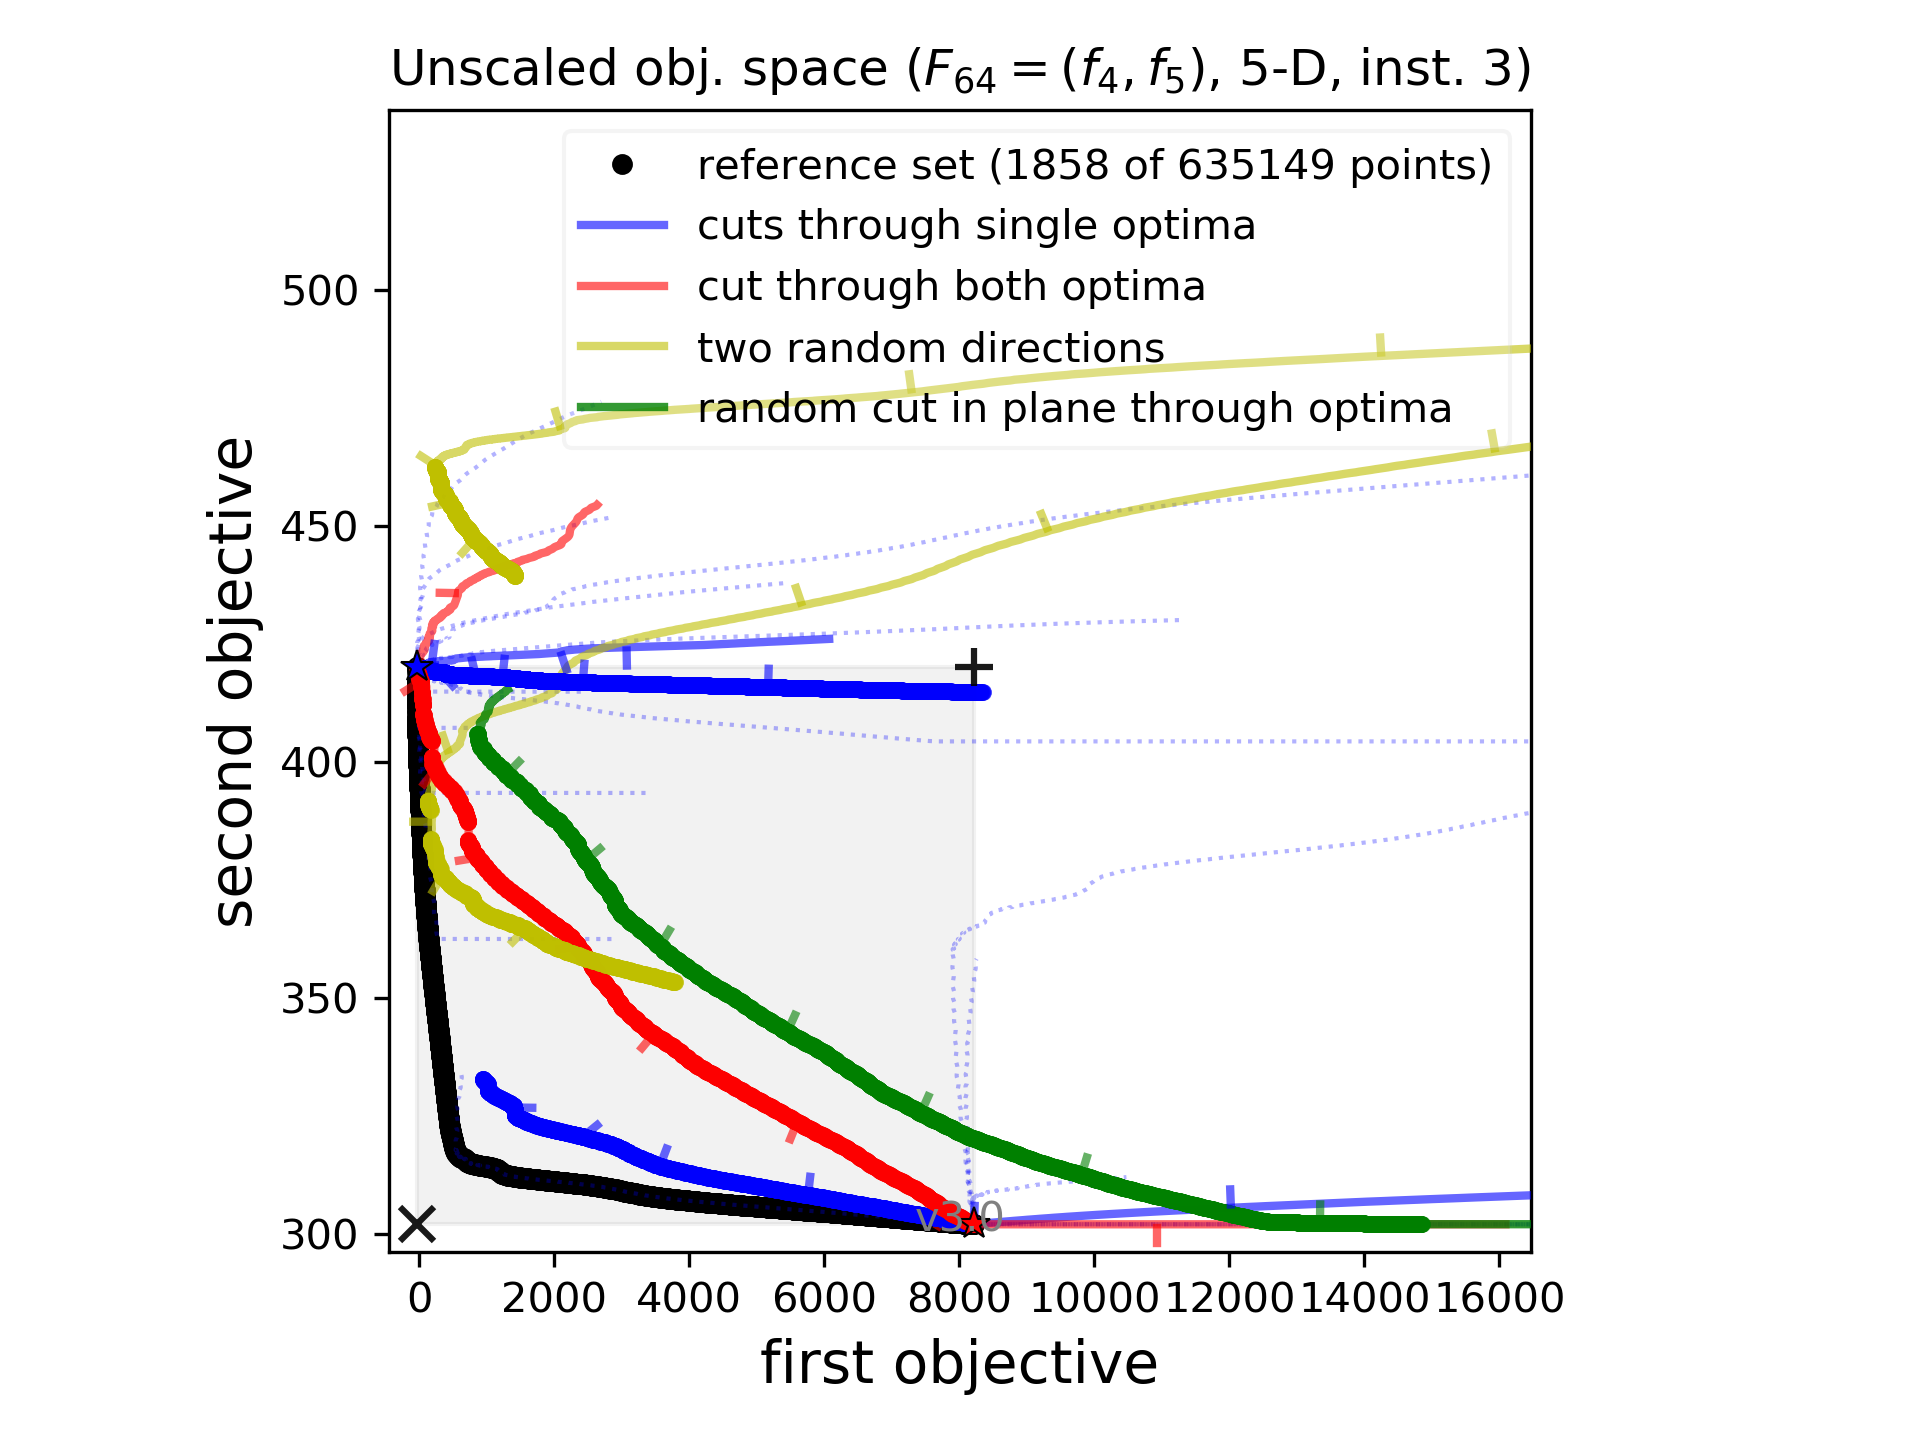 Unscaled obj. space (F₆₄ = (f₄, f₅), 5-D, inst. 3)
reference set (1858 of 635149 points)
cuts through single optima
cut through both optima
two random directions
random cut in plane through optima
500
450
400
350
300
second objective
v3.0
0 2000 4000 6000 8000 10000 12000 14000 16000
first objective